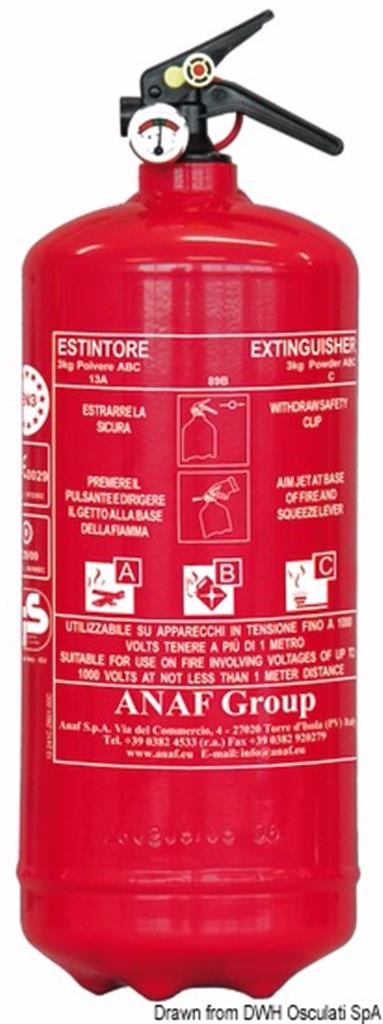 ESTINTORE EXTINGUISHER
3kg Polvere ABC 3kg Powder ABC
13A 89B C
ESTRARRE LA
SICURA
WITHDRAW SAFETY
CLIP
PREMERE IL
PULSANTE E DIRIGERE
IL GETTO ALLA BASE
DELLA FIAMMA
AIM JET AT BASE
OF FIRE AND
SQUEEZE LEVER
A B C
UTILIZZABILE SU APPARECCHI IN TENSIONE FINO A 1000
VOLTS TENERE A PIÙ DI 1 METRO
SUITABLE FOR USE ON FIRE INVOLVING VOLTAGES OF UP TO
1000 VOLTS AT NOT LESS THAN 1 METER DISTANCE
ANAF Group
Anaf S.p.A. Via del Commercio, 4 - 27020 Torre d'Isola (PV) Italy
Tel. +39 0382 4533 (r.a.) Fax +39 0382 920279
www.anaf.eu E-mail: info@anaf.eu
Drawn from DWH Osculati SpA